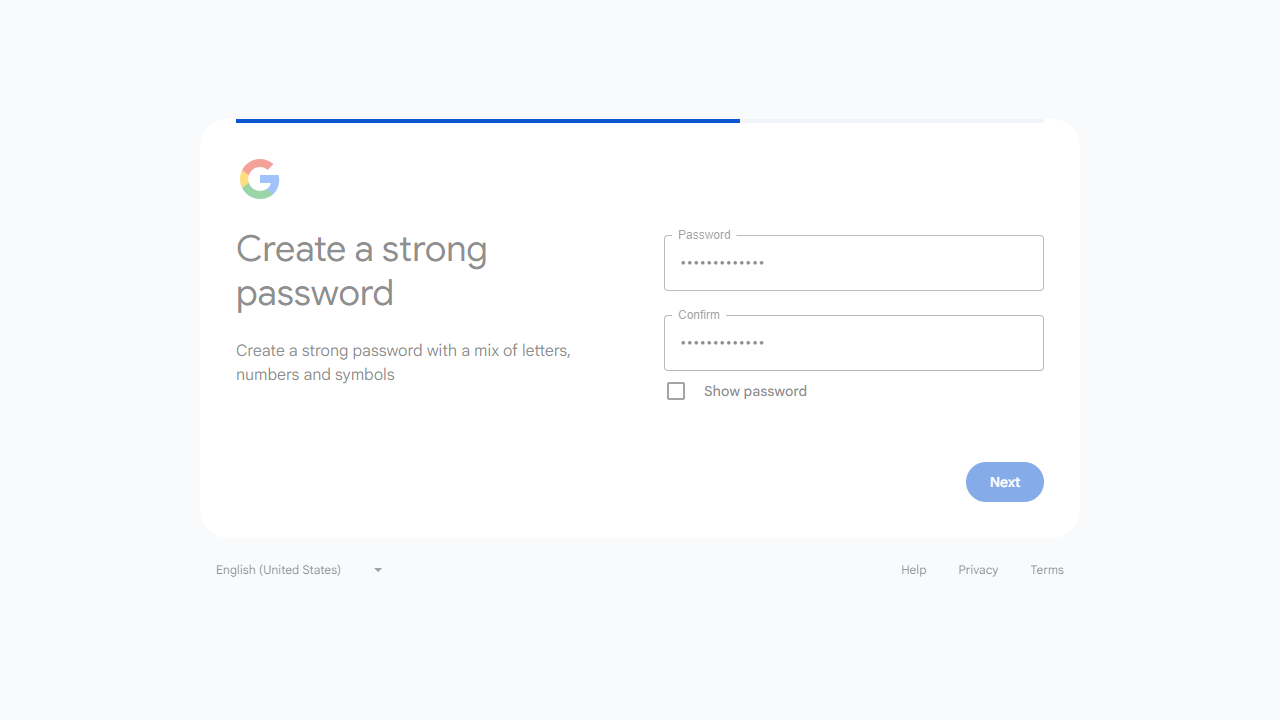 Create a strong
password
Create a strong password with a mix of letters,
numbers and symbols
Password
•••••••••••••
Confirm
•••••••••••••
Show password
Next
English (United States)
Help Privacy Terms